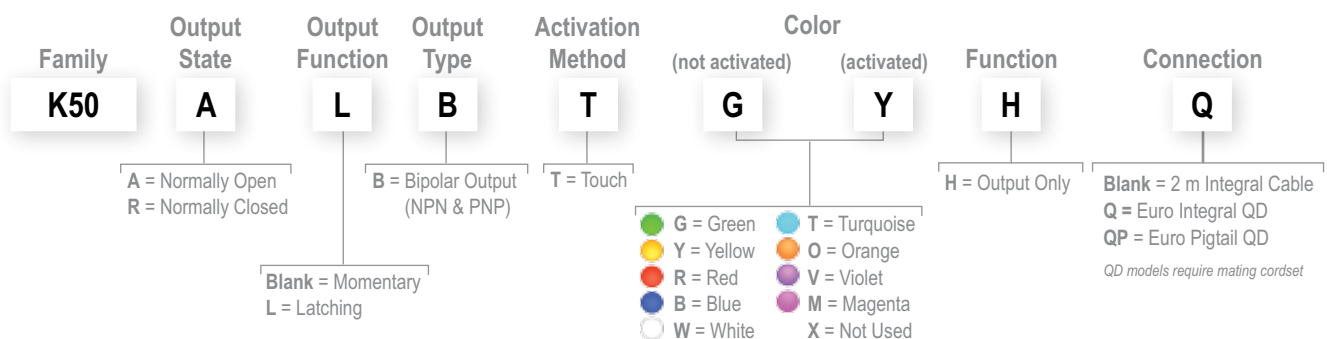 Family
Output
State
Output
Function
Output
Type
Activation
Method
Color
(not activated)
(activated)
Function
Connection
K50
A
L
B
T
G
Y
H
Q
A = Normally Open
R = Normally Closed
Blank = Momentary
L = Latching
B = Bipolar Output
(NPN & PNP)
T = Touch
G = Green
Y = Yellow
R = Red
B = Blue
W = White
T = Turquoise
O = Orange
V = Violet
M = Magenta
X = Not Used
H = Output Only
Blank = 2 m Integral Cable
Q = Euro Integral QD
QP = Euro Pigtail QD
QD models require mating cordset